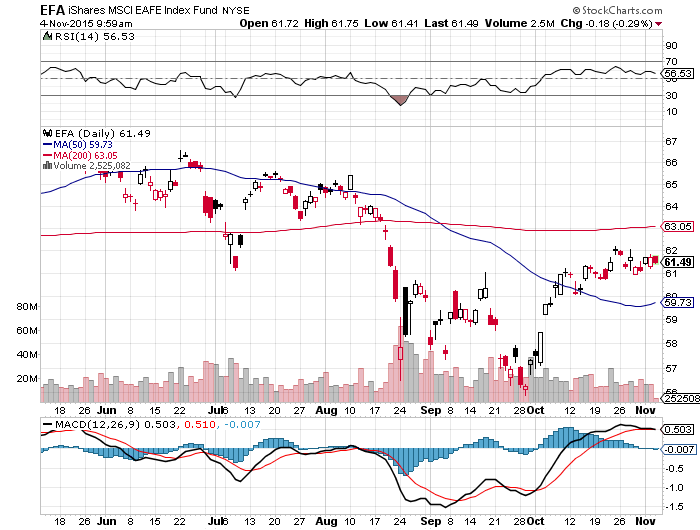 EFA iShares MSCI EAFE Index Fund NYSE © StockCharts.com
4-Nov-2015 9:59am Open 61.72 High 61.75 Low 61.41 Last 61.49 Volume 2.5M Chg -0.18 (-0.29%)
RSI(14) 56.53
90
70
56.53
50
30
10
EFA (Daily) 61.49
MA(50) 59.73
MA(200) 63.05
Volume 2,525,082
67
66
65
64
63.05
62
61.49
61
60
59.73
59
58
57
56
80M
60M
40M
20M
2525082
18 26 Jun 8 15 22 Jul 6 13 20 27 Aug 10 17 24 Sep 8 14 21 28 Oct 12 19 26 Nov
MACD(12,26,9) 0.503, 0.510, -0.007
0.503
-0.007
-0.5
-1.0
-1.5
18 26 Jun 8 15 22 Jul 6 13 20 27 Aug 10 17 24 Sep 8 14 21 28 Oct 12 19 26 Nov